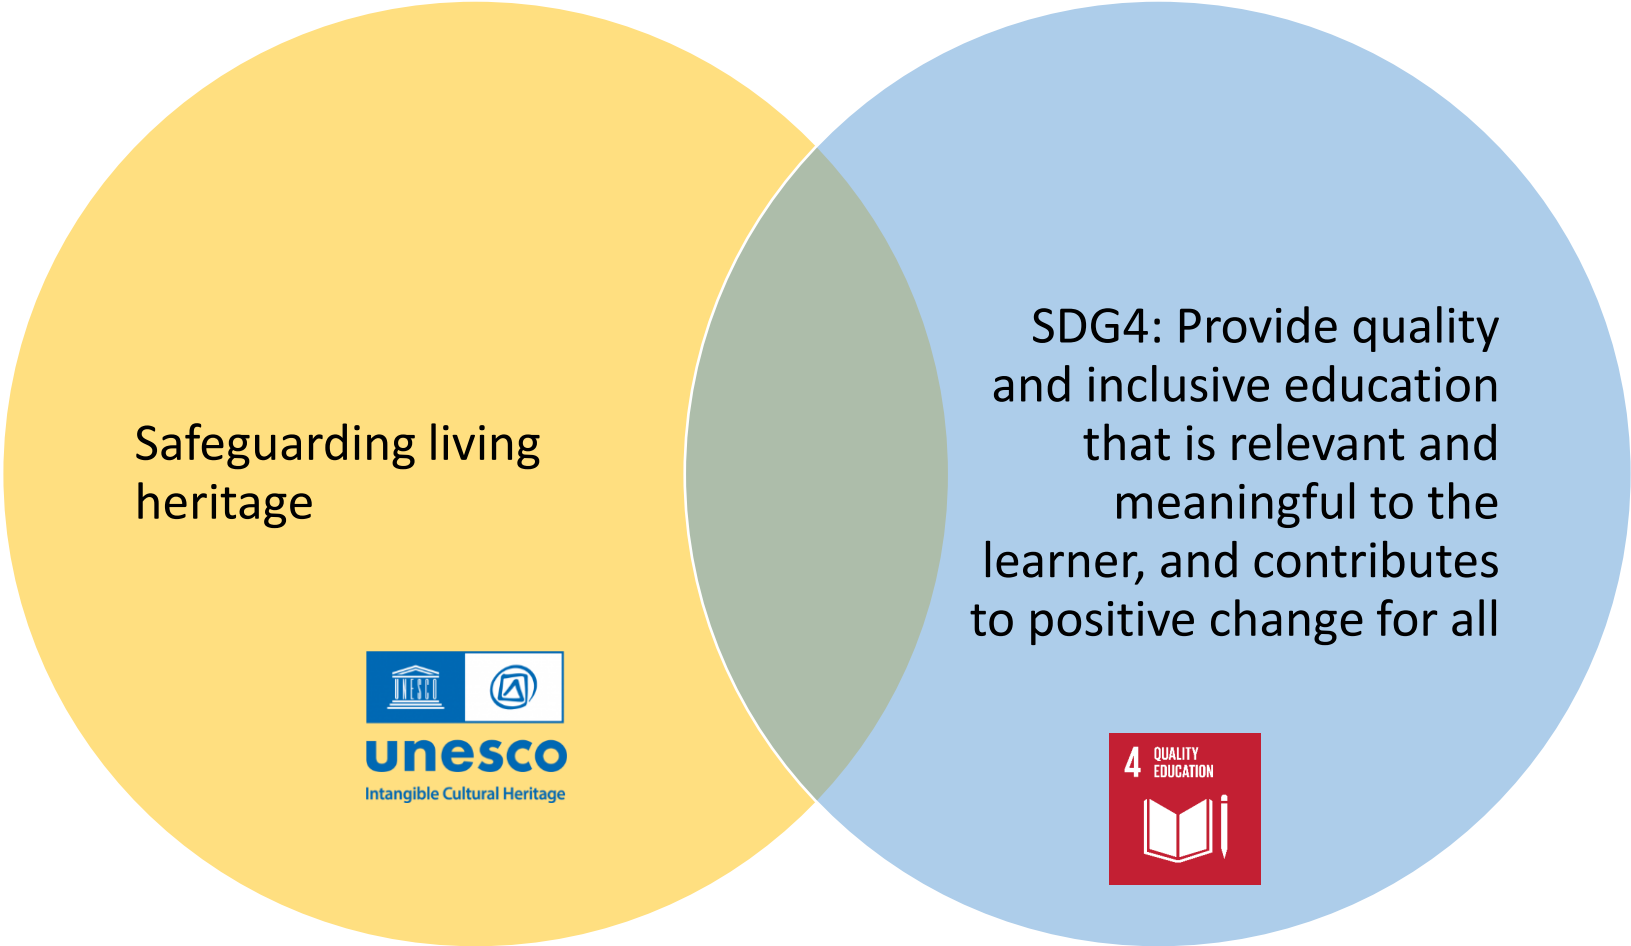 Safeguarding living
heritage
UNESCO
unesco
Intangible Cultural Heritage
SDG4: Provide quality
and inclusive education
that is relevant and
meaningful to the
learner, and contributes
to positive change for all
4 QUALITY
EDUCATION